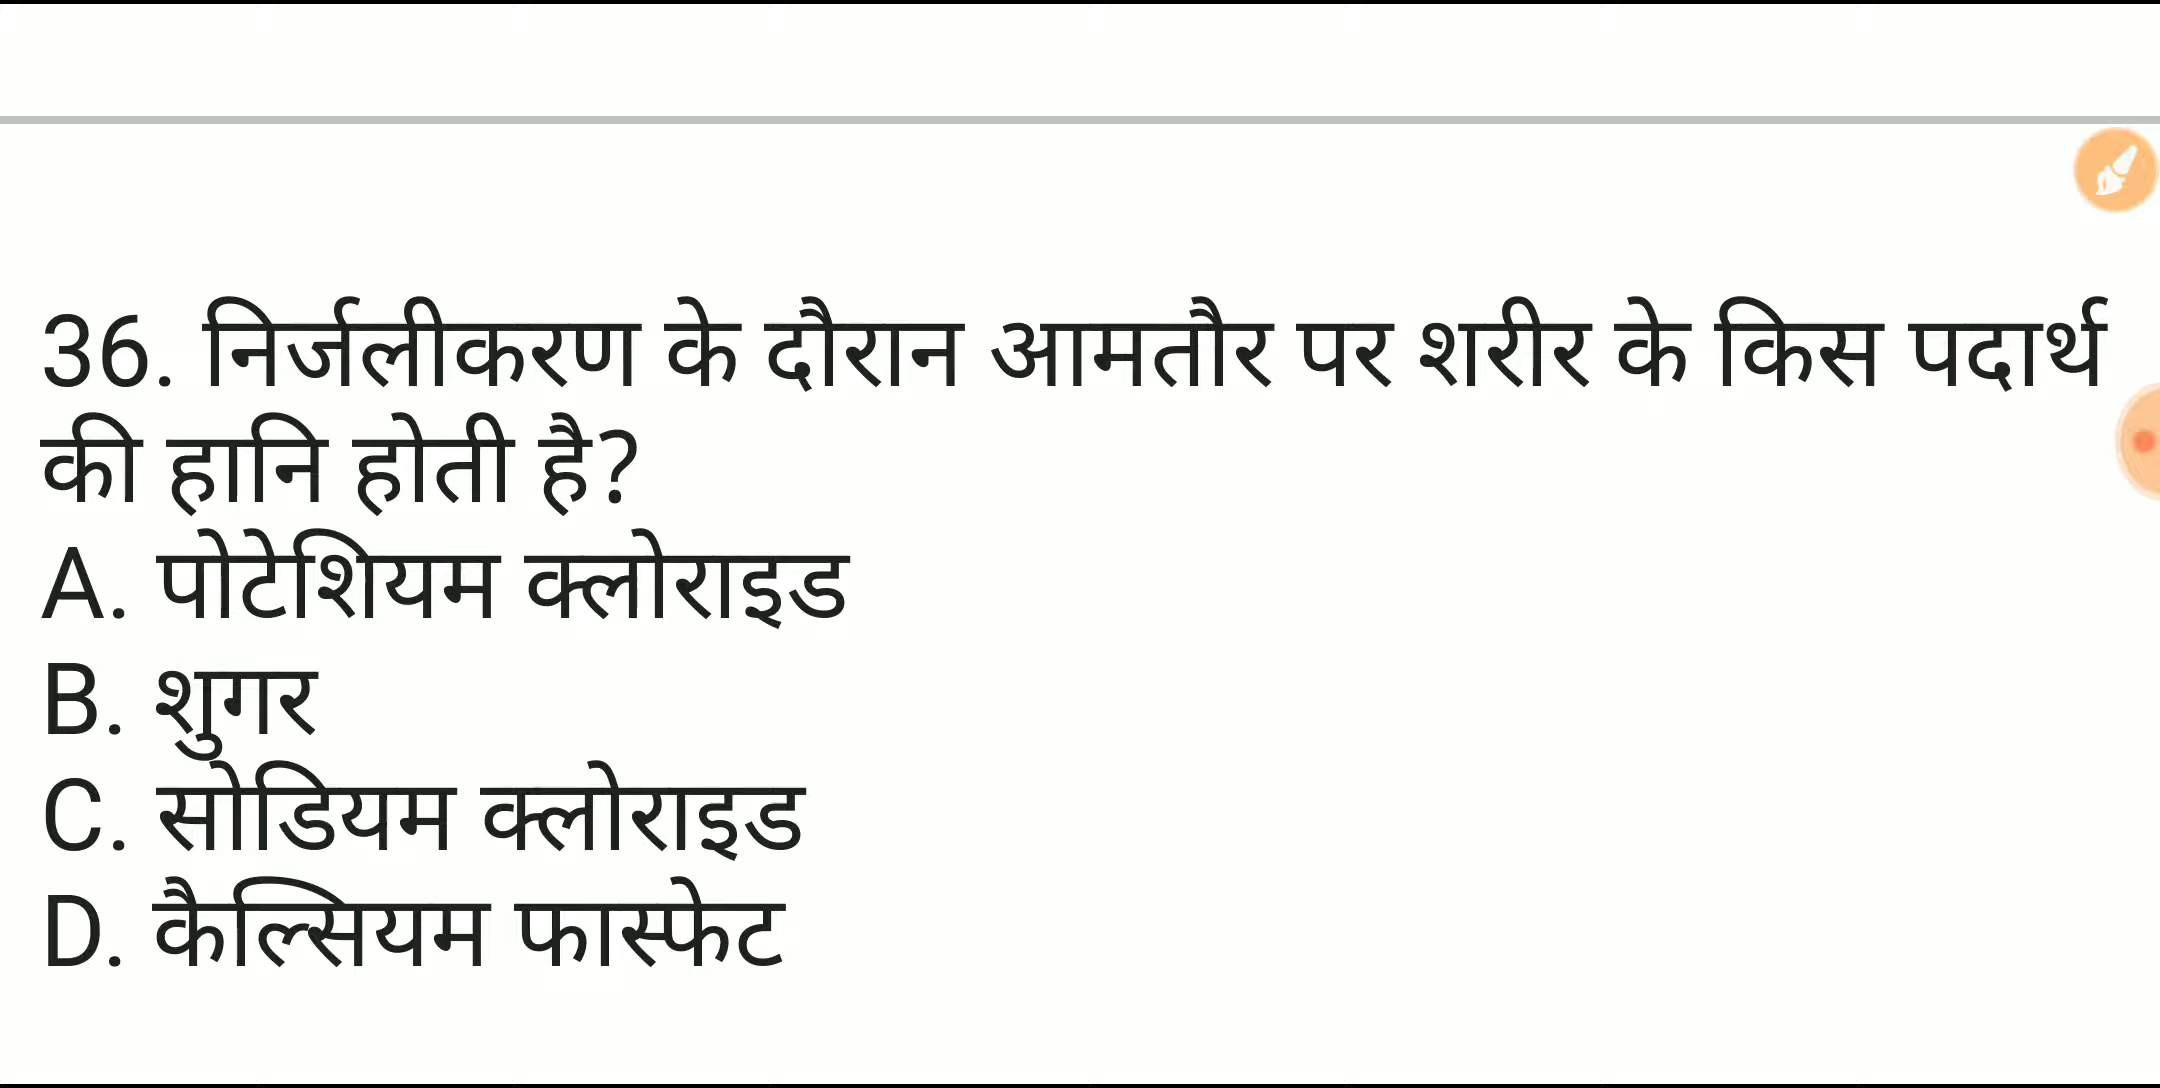 36. निर्जलीकरण के दौरान आमतौर पर शरीर के किस पदार्थ
की हानि होती है?
A. पोटेशियम क्लोराइड
B. शुगर
C. सोडियम क्लोराइड
D. कैल्सियम फास्फेट